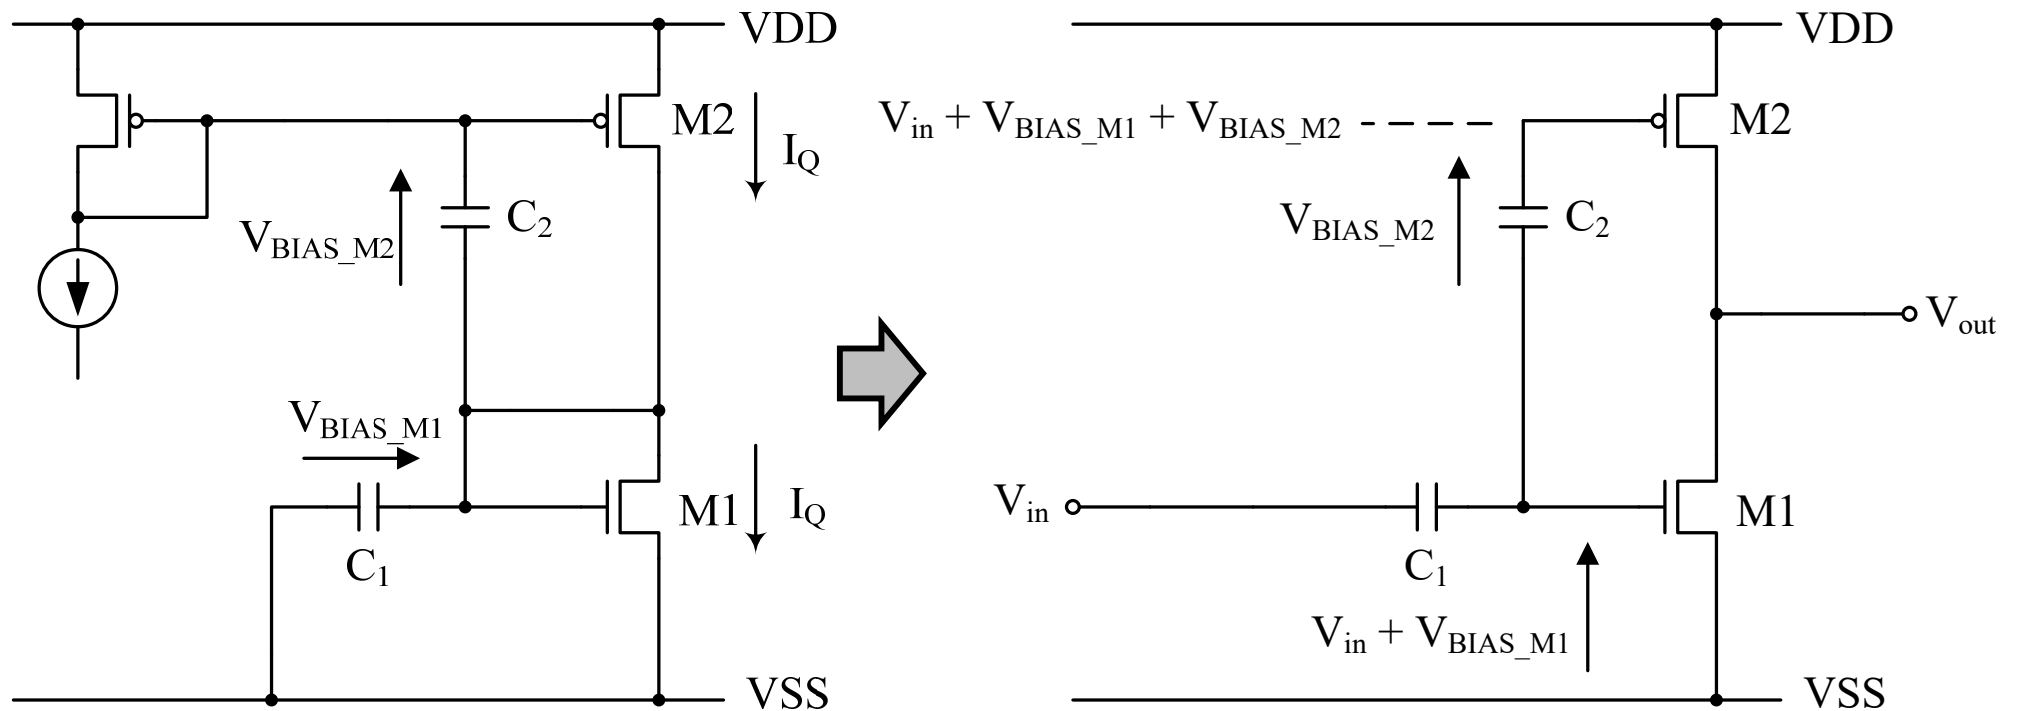 VDD
M2
I_Q
V_BIAS_M2
C_2
V_BIAS_M1
C_1
M1
I_Q
VSS
VDD
V_in + V_BIAS_M1 + V_BIAS_M2
M2
V_BIAS_M2
C_2
V_out
V_in
C_1
M1
V_in + V_BIAS_M1
VSS